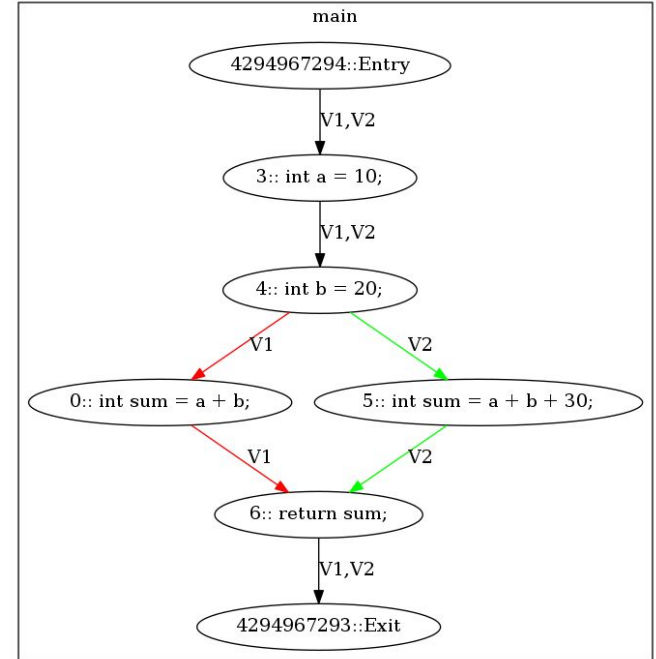 main
4294967294::Entry
V1,V2
3:: int a = 10;
V1,V2
4:: int b = 20;
V1
V2
0:: int sum = a + b;
5:: int sum = a + b + 30;
V1
V2
6:: return sum;
V1,V2
4294967293::Exit